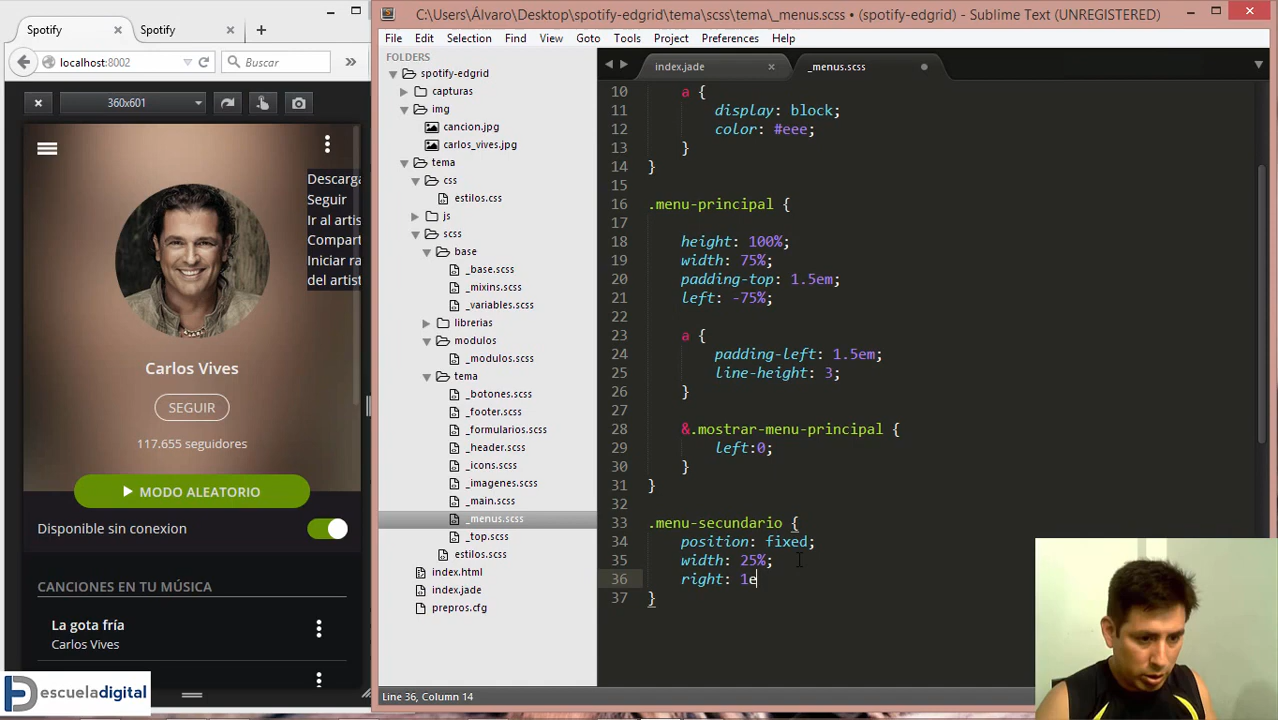 C:\Users\Álvaro\Desktop\spotify-edgrid\tema\scss\tema\_menus.scss • (spotify-edgrid) - Sublime Text (UNREGISTERED)
File Edit Selection Find View Goto Tools Project Preferences Help
Spotify
Spotify
localhost:8002
Buscar
360x601
Descarga
Seguir
Ir al artis
Compart
Iniciar ra
del artist
Carlos Vives
SEGUIR
117.655 seguidores
MODO ALEATORIO
Disponible sin conexion
CANCIONES EN TU MÚSICA
La gota fría
Carlos Vives
escueladigital
FOLDERS
spotify-edgrid
capturas
img
cancion.jpg
carlos_vives.jpg
tema
css
estilos.css
js
scss
base
_base.scss
_mixins.scss
_variables.scss
librerias
modulos
_modulos.scss
tema
_botones.scss
_footer.scss
_formularios.scss
_header.scss
_icons.scss
_imagenes.scss
_main.scss
_menus.scss
_top.scss
estilos.scss
index.html
index.jade
prepros.cfg
index.jade
_menus.scss
10 a {
11 display: block;
12 color: #eee;
13 }
14 }
15
16 .menu-principal {
17
18 height: 100%;
19 width: 75%;
20 padding-top: 1.5em;
21 left: -75%;
22
23 a {
24 padding-left: 1.5em;
25 line-height: 3;
26 }
27
28 &.mostrar-menu-principal {
29 left:0;
30 }
31 }
32
33 .menu-secundario {
34 position: fixed;
35 width: 25%;
36 right: 1e
37 }
Line 36, Column 14